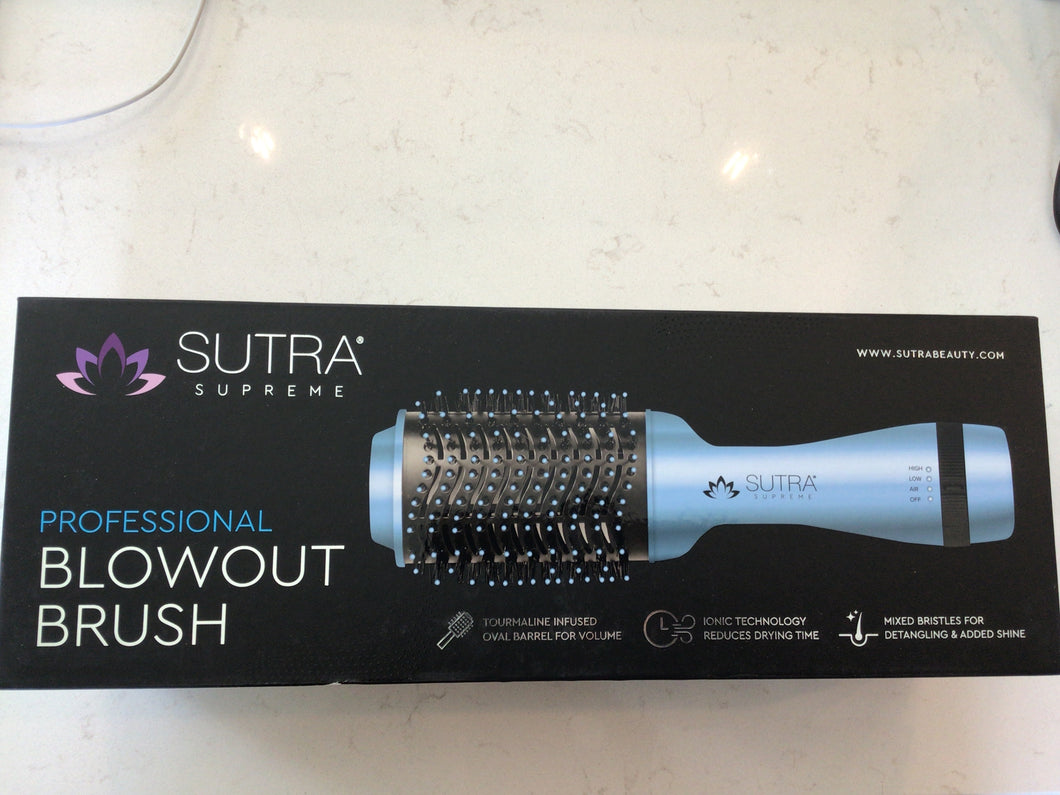 SUTRA®
SUPREME
WWW.SUTRABEAUTY.COM
SUTRA®
SUPREME
HIGH
LOW
AIR
OFF
PROFESSIONAL
BLOWOUT
BRUSH
TOURMALINE INFUSED
OVAL BARREL FOR VOLUME
IONIC TECHNOLOGY
REDUCES DRYING TIME
MIXED BRISTLES FOR
DETANGLING & ADDED SHINE